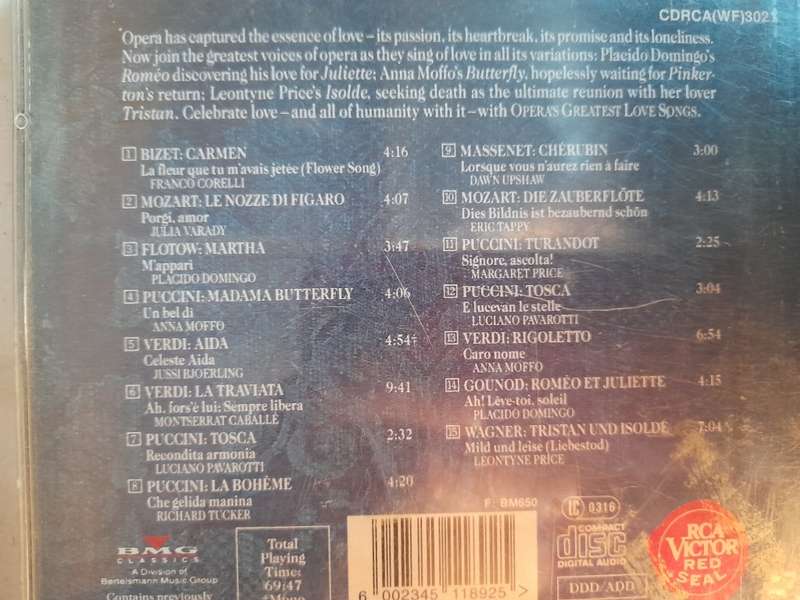 CDRCA(WF)3021
Opera has captured the essence of love – its passion, its heartbreak, its promise and its loneliness.
Now join the greatest voices of opera as they sing of love in all its variations: Placido Domingo's
Roméo discovering his love for Juliette; Anna Moffo's Butterfly, hopelessly waiting for Pinker-
ton's return; Leontyne Price's Isolde, seeking death as the ultimate reunion with her lover
Tristan. Celebrate love – and all of humanity with it – with OPERA'S GREATEST LOVE SONGS.
1 BIZET: CARMEN 4:16
La fleur que tu m'avais jetée (Flower Song)
FRANCO CORELLI
2 MOZART: LE NOZZE DI FIGARO 4:07
Porgi, amor
JULIA VARADY
3 FLOTOW: MARTHA 3:47
M'appari
PLACIDO DOMINGO
4 PUCCINI: MADAMA BUTTERFLY 4:06
Un bel dì
ANNA MOFFO
5 VERDI: AIDA 4:54†
Celeste Aida
JUSSI BJOERLING
6 VERDI: LA TRAVIATA 9:41
Ah, fors'è lui; Sempre libera
MONTSERRAT CABALLÉ
7 PUCCINI: TOSCA 2:32
Recondita armonia
LUCIANO PAVAROTTI
8 PUCCINI: LA BOHÈME 4:20
Che gelida manina
RICHARD TUCKER
9 MASSENET: CHÉRUBIN 3:00
Lorsque vous n'aurez rien à faire
DAWN UPSHAW
10 MOZART: DIE ZAUBERFLÖTE 4:13
Dies Bildnis ist bezaubernd schön
ERIC TAPPY
11 PUCCINI: TURANDOT 2:25
Signore, ascolta!
MARGARET PRICE
12 PUCCINI: TOSCA 3:04
E lucevan le stelle
LUCIANO PAVAROTTI
13 VERDI: RIGOLETTO 6:54
Caro nome
ANNA MOFFO
14 GOUNOD: ROMÉO ET JULIETTE 4:15
Ah! Lève-toi, soleil
PLACIDO DOMINGO
15 WAGNER: TRISTAN UND ISOLDE 7:04
Mild und leise (Liebestod)
LEONTYNE PRICE
BMG
CLASSICS
A Division of
Bertelsmann Music Group
Contains previously
Total
Playing
Time:
69:47
†Mono
F: BM650
6 002345 118925 >
LC 0316
COMPACT
disc
DIGITAL AUDIO
DDD/ADD
RCA
VICTOR
RED
SEAL